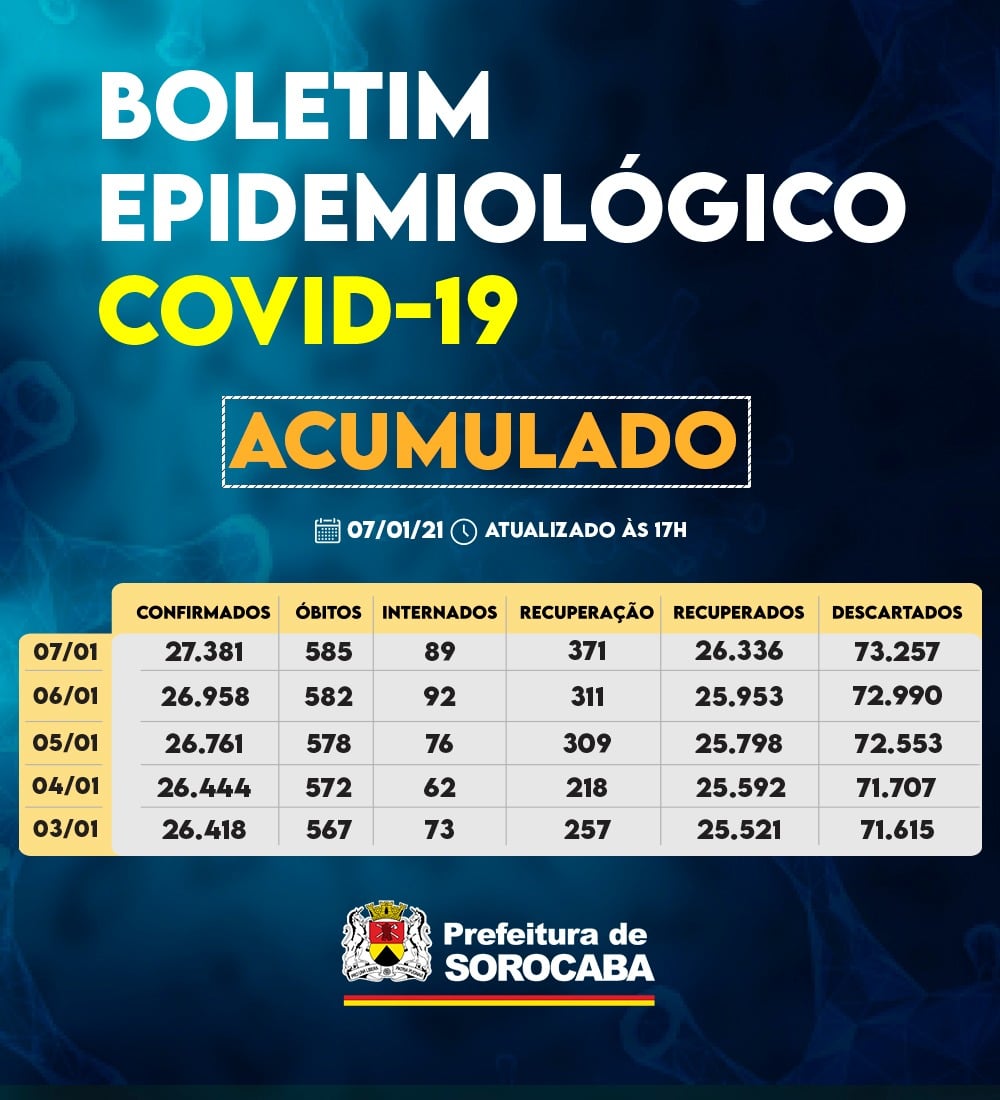 BOLETIM
EPIDEMIOLÓGICO
COVID-19
ACUMULADO
07/01/21 ATUALIZADO ÀS 17H
CONFIRMADOS ÓBITOS INTERNADOS RECUPERAÇÃO RECUPERADOS DESCARTADOS
07/01 27.381 585 89 371 26.336 73.257
06/01 26.958 582 92 311 25.953 72.990
05/01 26.761 578 76 309 25.798 72.553
04/01 26.444 572 62 218 25.592 71.707
03/01 26.418 567 73 257 25.521 71.615
Prefeitura de
SOROCABA